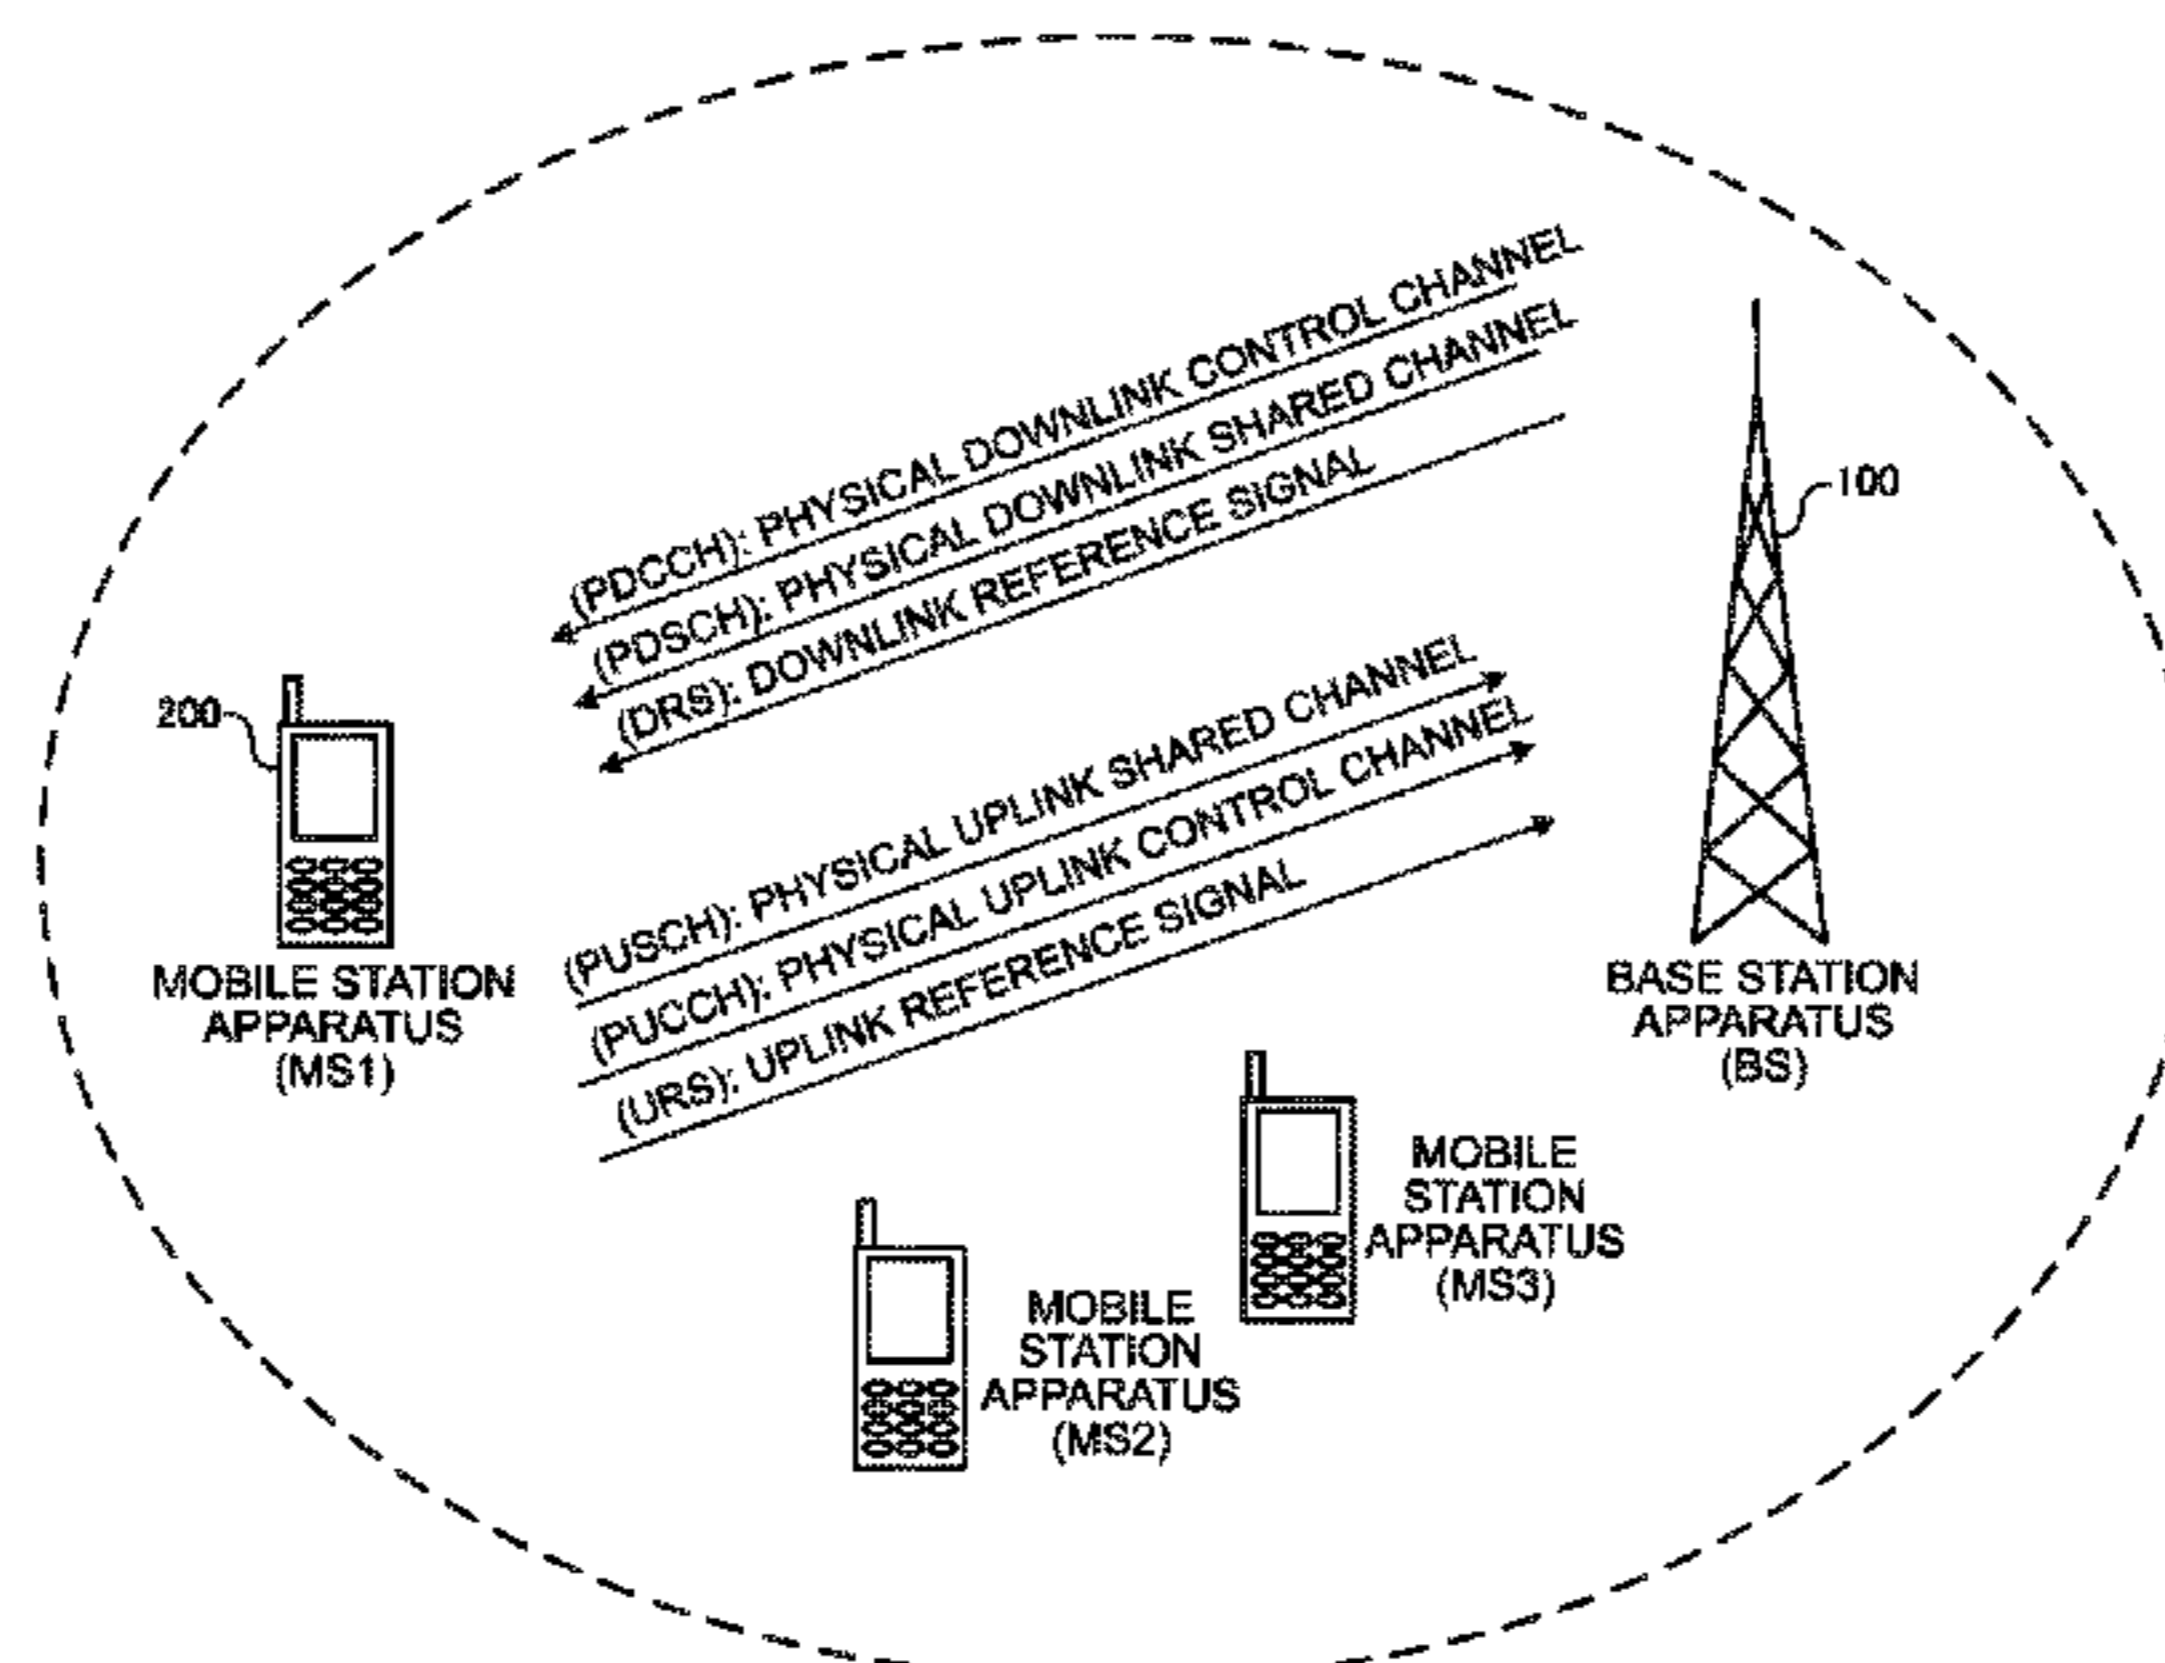 (PDCCH): PHYSICAL DOWNLINK CONTROL CHANNEL
(PDSCH): PHYSICAL DOWNLINK SHARED CHANNEL
(DRS): DOWNLINK REFERENCE SIGNAL
100
200
(PUSCH): PHYSICAL UPLINK SHARED CHANNEL
(PUCCH): PHYSICAL UPLINK CONTROL CHANNEL
(URS): UPLINK REFERENCE SIGNAL
MOBILE STATION
APPARATUS
(MS1)
BASE STATION
APPARATUS
(BS)
MOBILE
STATION
APPARATUS
(MS3)
MOBILE
STATION
APPARATUS
(MS2)